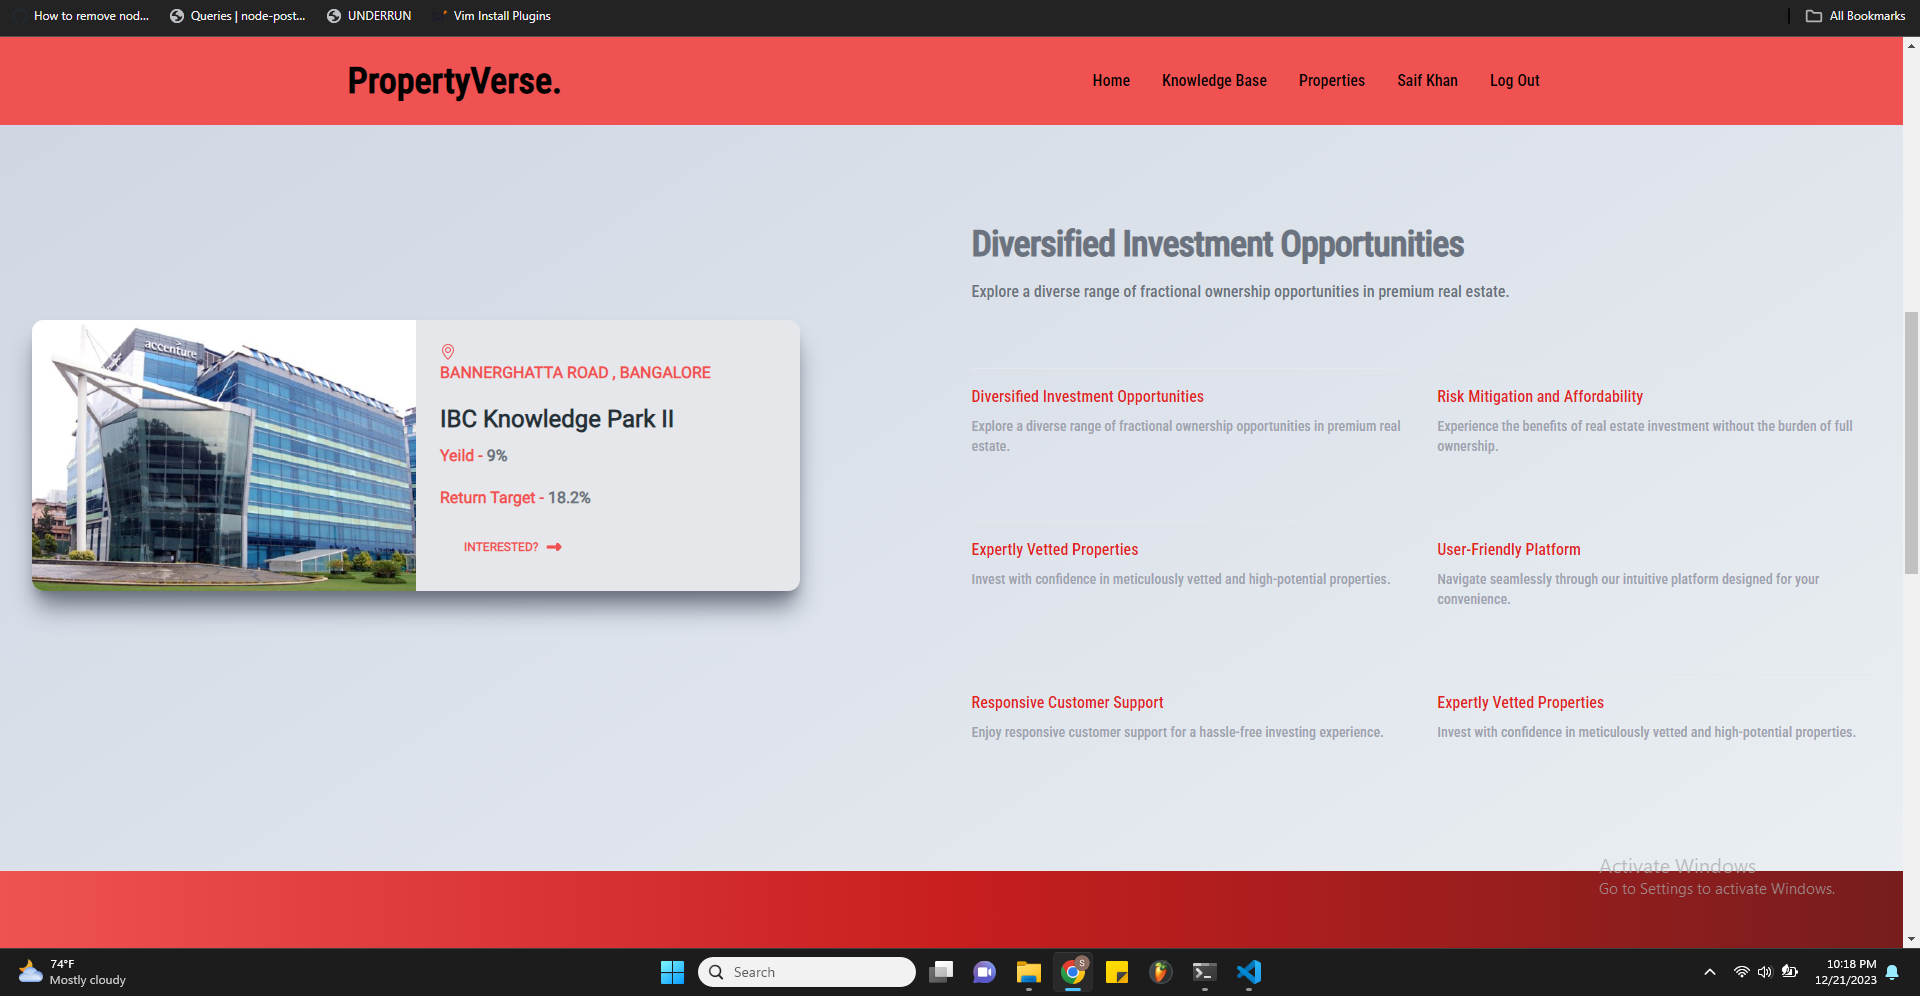 How to remove nod...
Queries | node-post...
UNDERRUN
Vim Install Plugins
All Bookmarks
PropertyVerse.
Home
Knowledge Base
Properties
Saif Khan
Log Out
accenture
BANNERGHATTA ROAD , BANGALORE
IBC Knowledge Park II
Yeild - 9%
Return Target - 18.2%
INTERESTED?
Diversified Investment Opportunities
Explore a diverse range of fractional ownership opportunities in premium real estate.
Diversified Investment Opportunities
Explore a diverse range of fractional ownership opportunities in premium real
estate.
Risk Mitigation and Affordability
Experience the benefits of real estate investment without the burden of full
ownership.
Expertly Vetted Properties
Invest with confidence in meticulously vetted and high-potential properties.
User-Friendly Platform
Navigate seamlessly through our intuitive platform designed for your
convenience.
Responsive Customer Support
Enjoy responsive customer support for a hassle-free investing experience.
Expertly Vetted Properties
Invest with confidence in meticulously vetted and high-potential properties.
Activate Windows
Go to Settings to activate Windows.
74°F
Mostly cloudy
Search
S
10:18 PM
12/21/2023